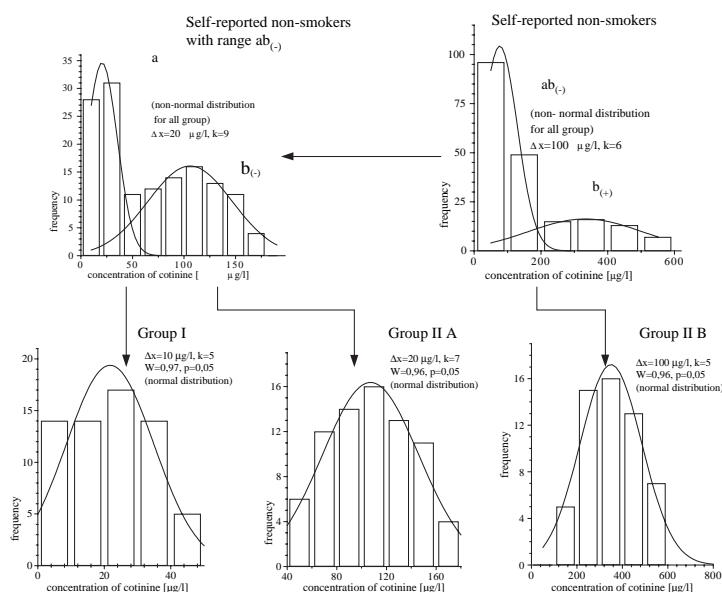 Self-reported non-smokers
with range ab(-)
a
(non-normal distribution
for all group)
Δ x=20 μ g/l, k=9
b(-)
frequency
35
30
25
20
15
10
5
0
0 50 100 150
concentration of cotinine [ μ g/l]
Self-reported non-smokers
ab(-)
(non- normal distribution
for all group)
Δ x=100 μ g/l, k=6
b(+)
frequency
100
75
50
25
0
0 200 400 600
concentration of cotinine [μg/l]
Group I
Δx=10 μg/l, k=5
W=0,97, p=0,05
(normal distribution)
frequency
20
15
10
5
0
0 20 40
concentration of cotinine [μg/l]
Group II A
Δx=20 μg/l, k=7
W=0,96, p=0,05
(normal distribution)
frequency
16
12
8
4
0
40 80 120 160
concentration of cotinine [μg/l]
Group II B
Δx=100 μg/l, k=5
W=0,96, p=0,05
(normal distribution)
frequency
16
12
8
4
0
0 200 400 600 800
concentration of cotinine [μg/l]